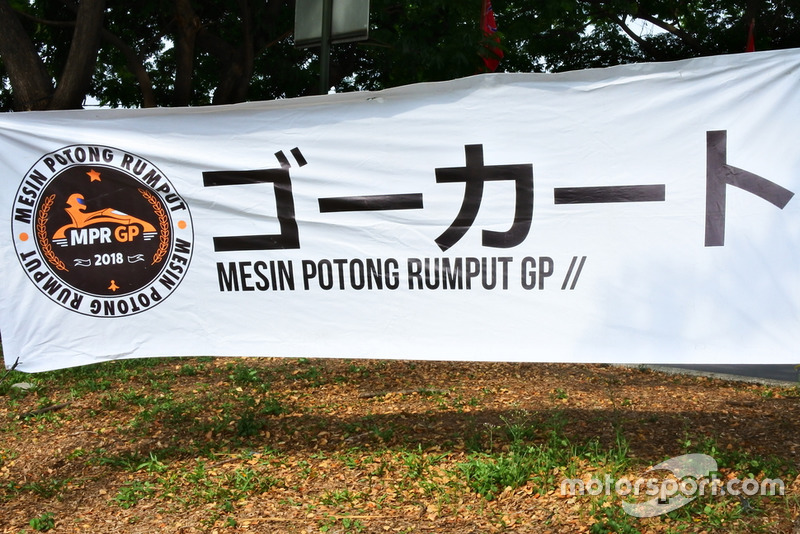 MESIN POTONG RUMPUT
MPR GP
2018
MESIN POTONG RUMPUT
ゴーカート
MESIN POTONG RUMPUT GP //
motorsport.com